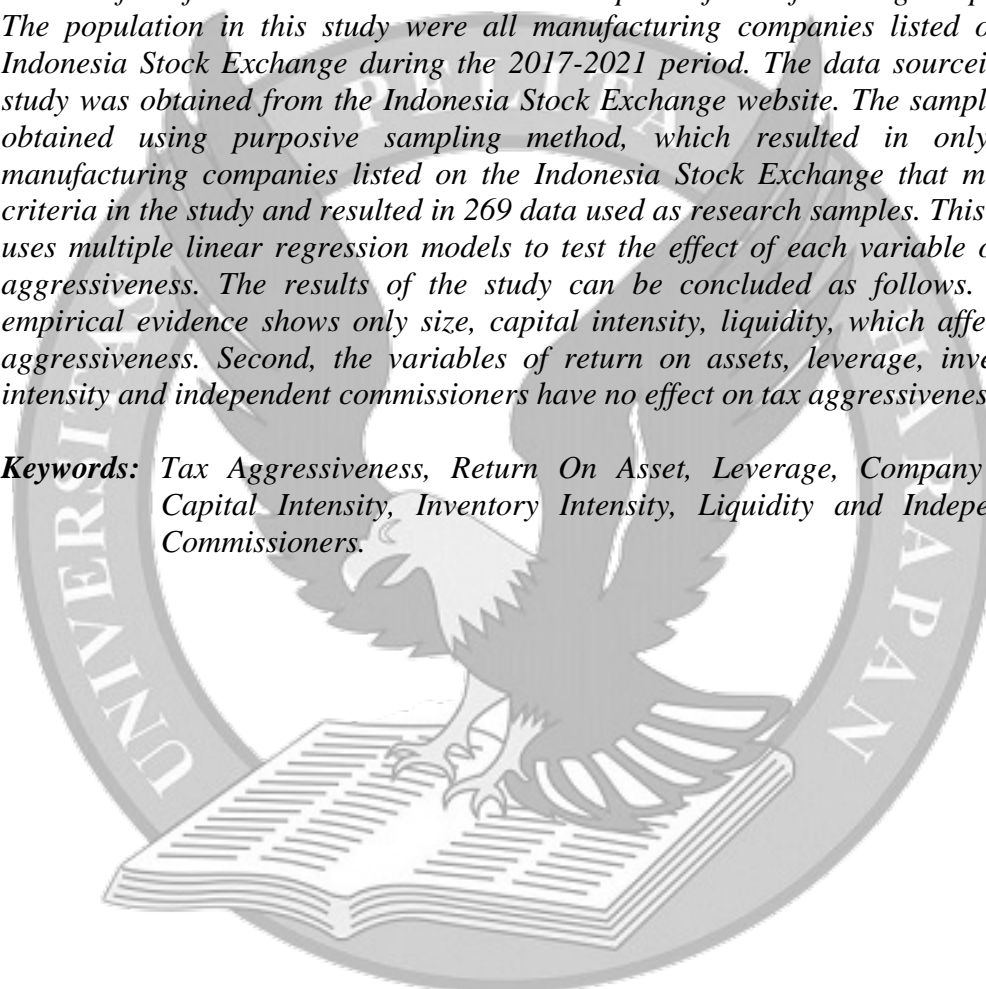 The population in this study were all manufacturing companies listed o
Indonesia Stock Exchange during the 2017-2021 period. The data sourcei
study was obtained from the Indonesia Stock Exchange website. The sampl
obtained using purposive sampling method, which resulted in only
manufacturing companies listed on the Indonesia Stock Exchange that m
criteria in the study and resulted in 269 data used as research samples. This
uses multiple linear regression models to test the effect of each variable o
aggressiveness. The results of the study can be concluded as follows.
empirical evidence shows only size, capital intensity, liquidity, which affe
aggressiveness. Second, the variables of return on assets, leverage, inve
intensity and independent commissioners have no effect on tax aggressivenes
Keywords: Tax Aggressiveness, Return On Asset, Leverage, Company
Capital Intensity, Inventory Intensity, Liquidity and Indepe
Commissioners.
UNIVERSITAS
PELITA
HARAPAN